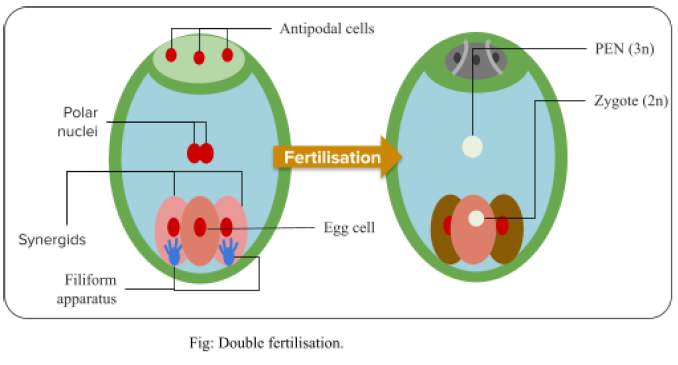 Antipodal cells
PEN (3n)
Zygote (2n)
Polar
nuclei
Fertilisation
Egg cell
Synergids
Filiform
apparatus
Fig: Double fertilisation.